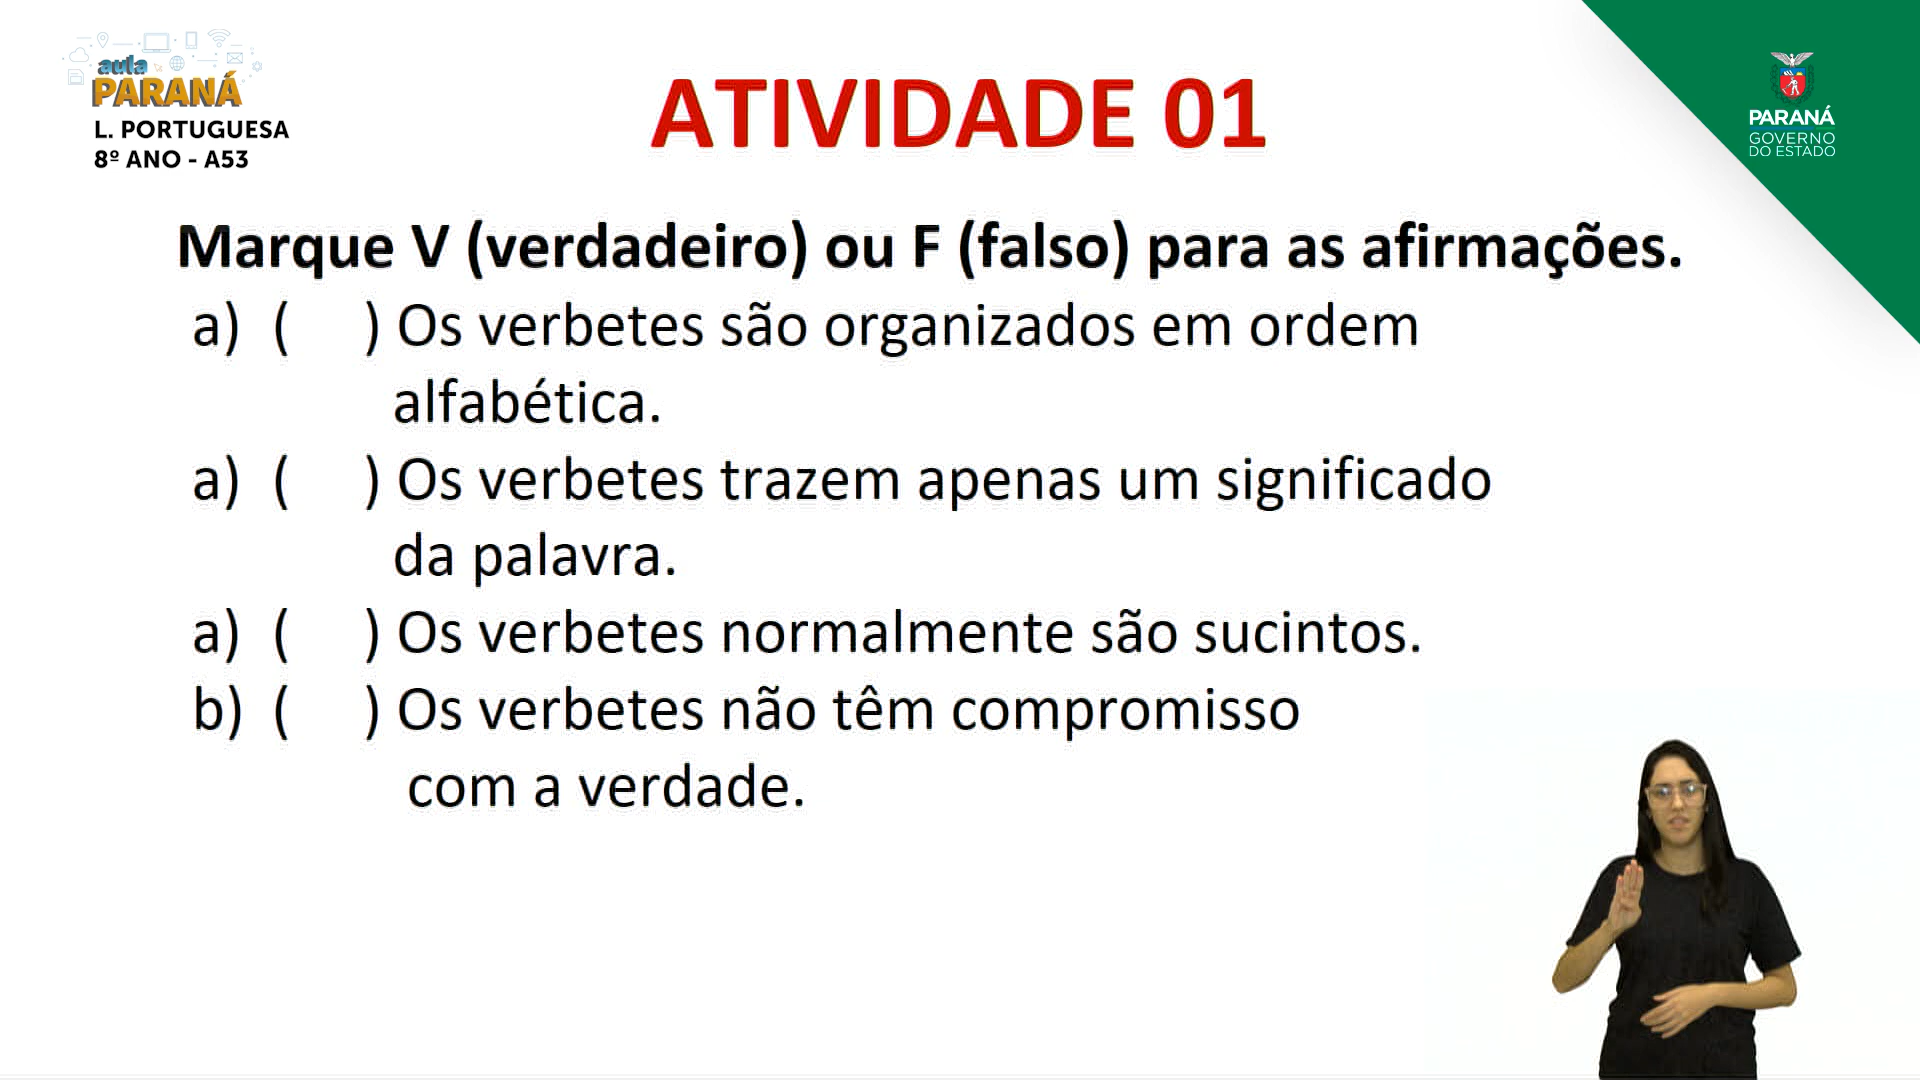 aula
PARANÁ
L. PORTUGUESA
8º ANO - A53
ATIVIDADE 01
PARANÁ
GOVERNO
DO ESTADO
Marque V (verdadeiro) ou F (falso) para as afirmações.
a) (    ) Os verbetes são organizados em ordem
alfabética.
a) (    ) Os verbetes trazem apenas um significado
da palavra.
a) (    ) Os verbetes normalmente são sucintos.
b) (    ) Os verbetes não têm compromisso
com a verdade.